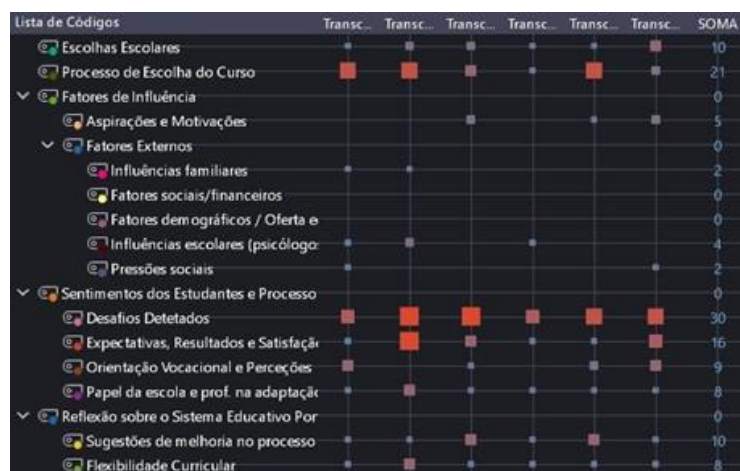 Lista de Códigos Transc... Transc... Transc... Transc... Transc... Transc... SOMA
Escolhas Escolares 10
Processo de Escolha do Curso 21
Fatores de Influência 0
Aspirações e Motivações 5
Fatores Externos 0
Influências familiares 2
Fatores sociais/financeiros 0
Fatores demográficos / Oferta e 0
Influências escolares (psicólogo: 4
Pressões sociais 2
Sentimentos dos Estudantes e Processo 0
Desafios Detetados 30
Expectativas, Resultados e Satisfaçã 16
Orientação Vocacional e Perceções 9
Papel da escola e prof. na adaptaçã 8
Reflexão sobre o Sistema Educativo Por 0
Sugestões de melhoria no processo 10
Flexibilidade Curricular 8